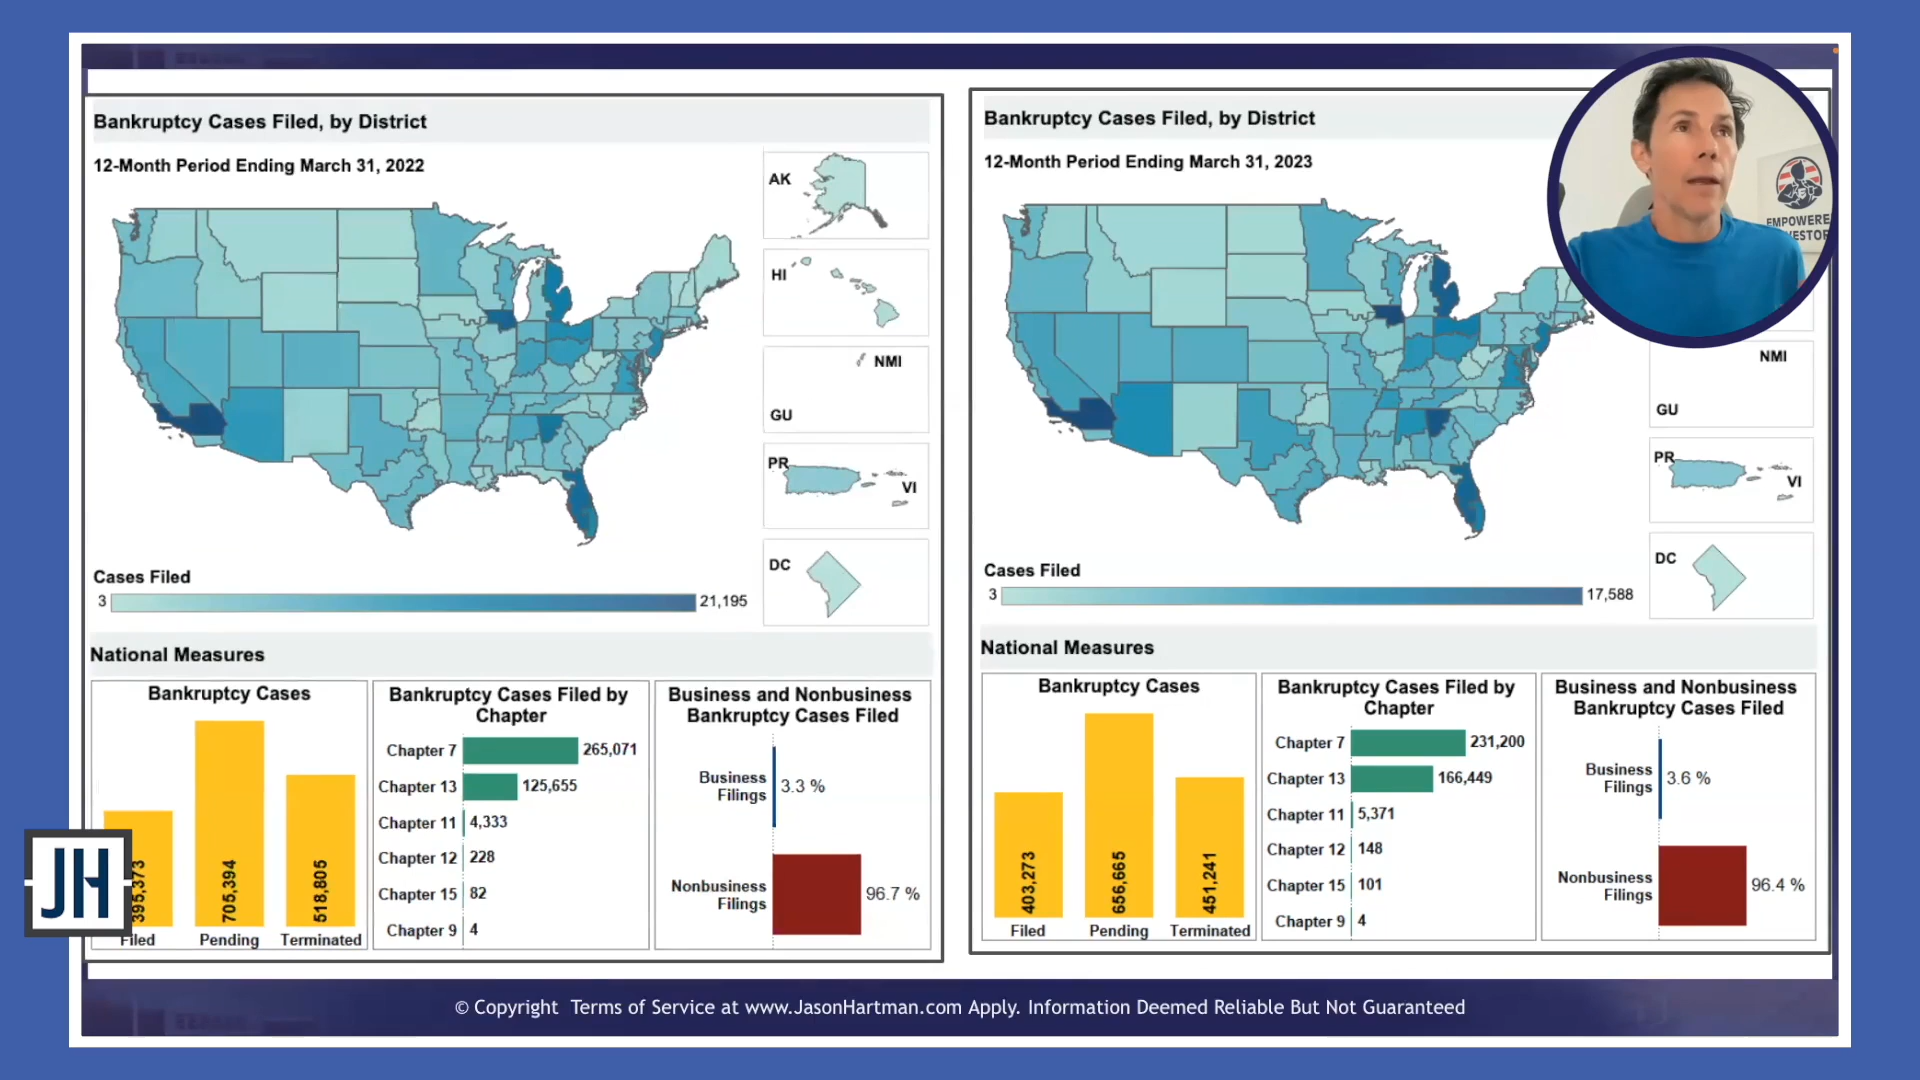 Bankruptcy Cases Filed, by District
12-Month Period Ending March 31, 2022
AK
HI
NMI
GU
PR
VI
DC
Cases Filed
3
21,195
National Measures
Bankruptcy Cases
395,373
705,394
518,805
Filed
Pending
Terminated
Bankruptcy Cases Filed by
Chapter
Chapter 7 265,071
Chapter 13 125,655
Chapter 11 4,333
Chapter 12 228
Chapter 15 82
Chapter 9 4
Business and Nonbusiness
Bankruptcy Cases Filed
Business
Filings
3.3 %
Nonbusiness
Filings
96.7 %
Bankruptcy Cases Filed, by District
12-Month Period Ending March 31, 2023
NMI
GU
PR
VI
DC
Cases Filed
3
17,588
National Measures
Bankruptcy Cases
403,273
656,665
451,241
Filed
Pending
Terminated
Bankruptcy Cases Filed by
Chapter
Chapter 7 231,200
Chapter 13 166,449
Chapter 11 5,371
Chapter 12 148
Chapter 15 101
Chapter 9 4
Business and Nonbusiness
Bankruptcy Cases Filed
Business
Filings
3.6 %
Nonbusiness
Filings
96.4 %
EMPOWERE
VESTOR
JH
© Copyright Terms of Service at www.JasonHartman.com Apply. Information Deemed Reliable But Not Guaranteed